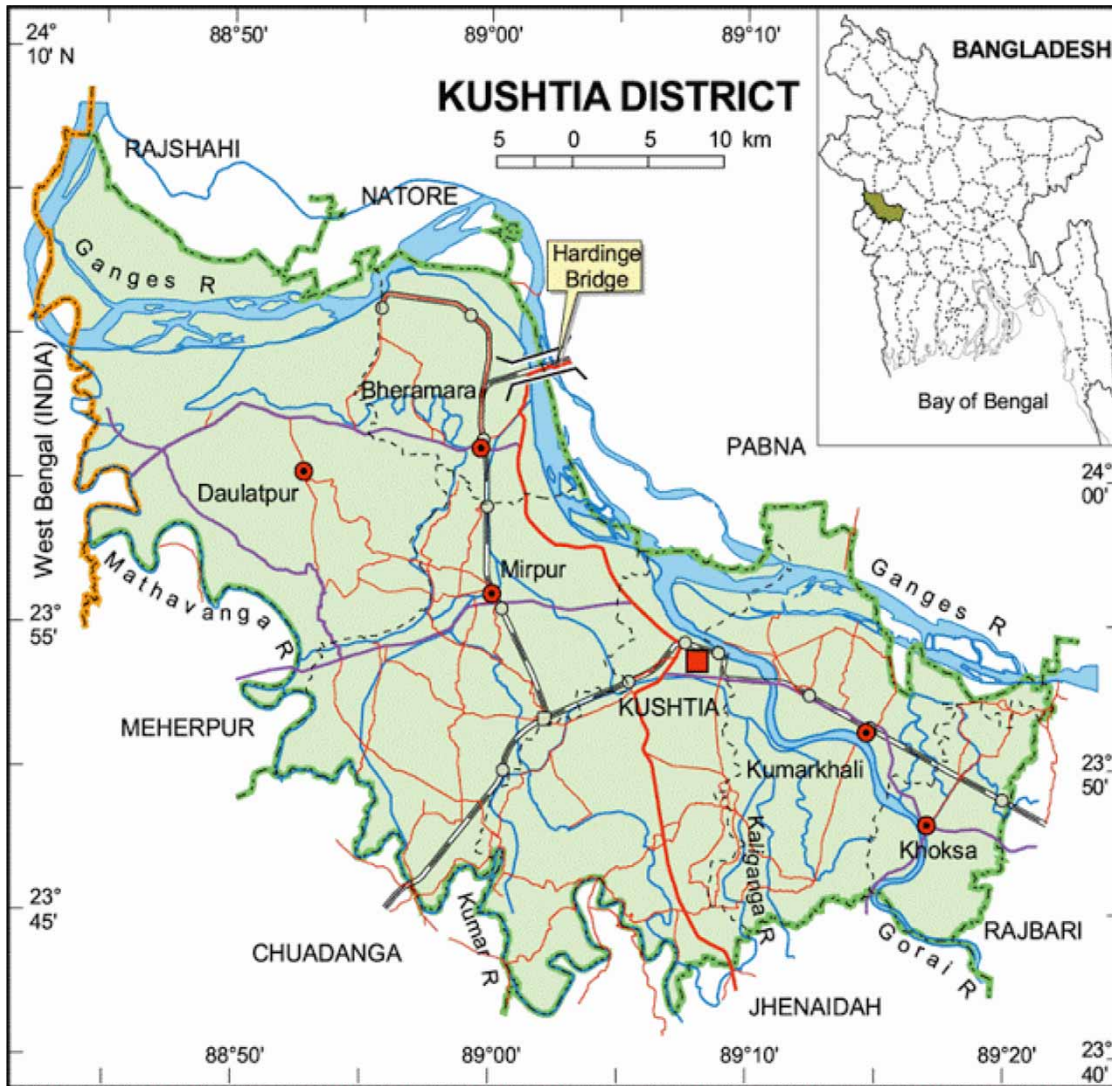 24°
10' N
88°50'
89°00'
89°10'
BANGLADESH
KUSHTIA DISTRICT
5 0 5 10 km
RAJSHAHI
NATORE
Hardinge
Bridge
Ganges R
Bheramara
West Bengal (INDIA)
Bay of Bengal
PABNA
24°
00'
Daulatpur
Mathavanga R
Mirpur
Ganges R
23°
55'
KUSHTIA
MEHERPUR
Kumarkhali
23°
50'
Khoksa
Kaliganga R
23°
45'
Kumar R
CHUADANGA
Gorai R
RAJBARI
JHENAIDAH
88°50'
89°00'
89°10'
89°20'
23°
40'